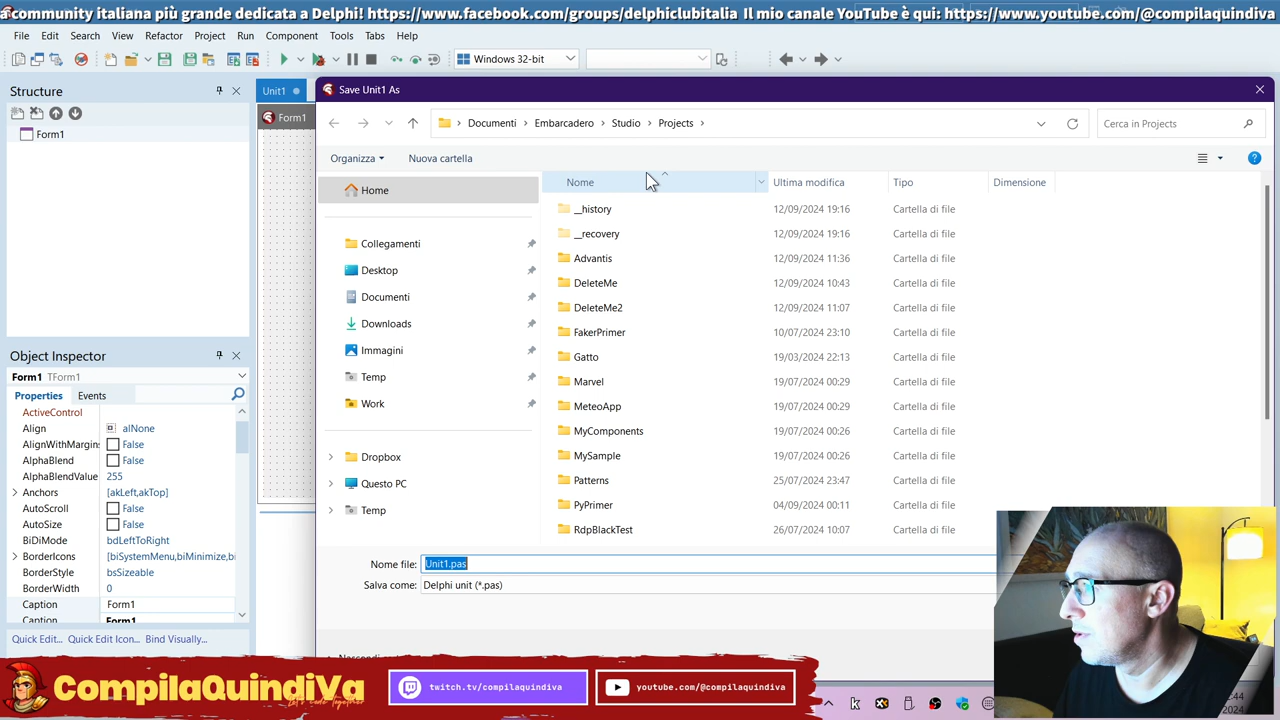 a community italiana più grande dedicata a Delphi! https://www.facebook.com/groups/delphiclubitalia Il mio canale YouTube è qui: https://www.youtube.com/@compilaquindiva
File Edit Search View Refactor Project Run Component Tools Tabs Help
Windows 32-bit
Structure
Form1
Unit1
Form1
Save Unit1 As
Documenti Embarcadero Studio Projects
Cerca in Projects
Organizza Nuova cartella
Home
Collegamenti
Desktop
Documenti
Downloads
Immagini
Temp
Work
Dropbox
Questo PC
Temp
Nome Ultima modifica Tipo Dimensione
__history 12/09/2024 19:16 Cartella di file
__recovery 12/09/2024 19:16 Cartella di file
Advantis 12/09/2024 11:36 Cartella di file
DeleteMe 12/09/2024 10:43 Cartella di file
DeleteMe2 12/09/2024 11:07 Cartella di file
FakerPrimer 10/07/2024 23:10 Cartella di file
Gatto 19/03/2024 22:13 Cartella di file
Marvel 19/07/2024 00:29 Cartella di file
MeteoApp 19/07/2024 00:29 Cartella di file
MyComponents 19/07/2024 00:26 Cartella di file
MySample 19/07/2024 00:26 Cartella di file
Patterns 25/07/2024 23:47 Cartella di file
PyPrimer 04/09/2024 00:11 Cartella di file
RdpBlackTest 26/07/2024 10:07 Cartella di file
Nome file: Unit1.pas
Salva come: Delphi unit (*.pas)
Object Inspector
Form1 TForm1
Properties Events
ActiveControl
Align alNone
AlignWithMargins False
AlphaBlend False
AlphaBlendValue 255
Anchors [akLeft,akTop]
AutoScroll False
AutoSize False
BiDiMode bdLeftToRight
BorderIcons [biSystemMenu,biMinimize,bi
BorderStyle bsSizeable
BorderWidth 0
Caption Form1
Caption Form1
Quick Edit... Quick Edit Icon... Bind Visually...
CompilaQuindiVa
Let's code Together
twitch.tv/compilaquindiva
youtube.com/@compilaquindiva